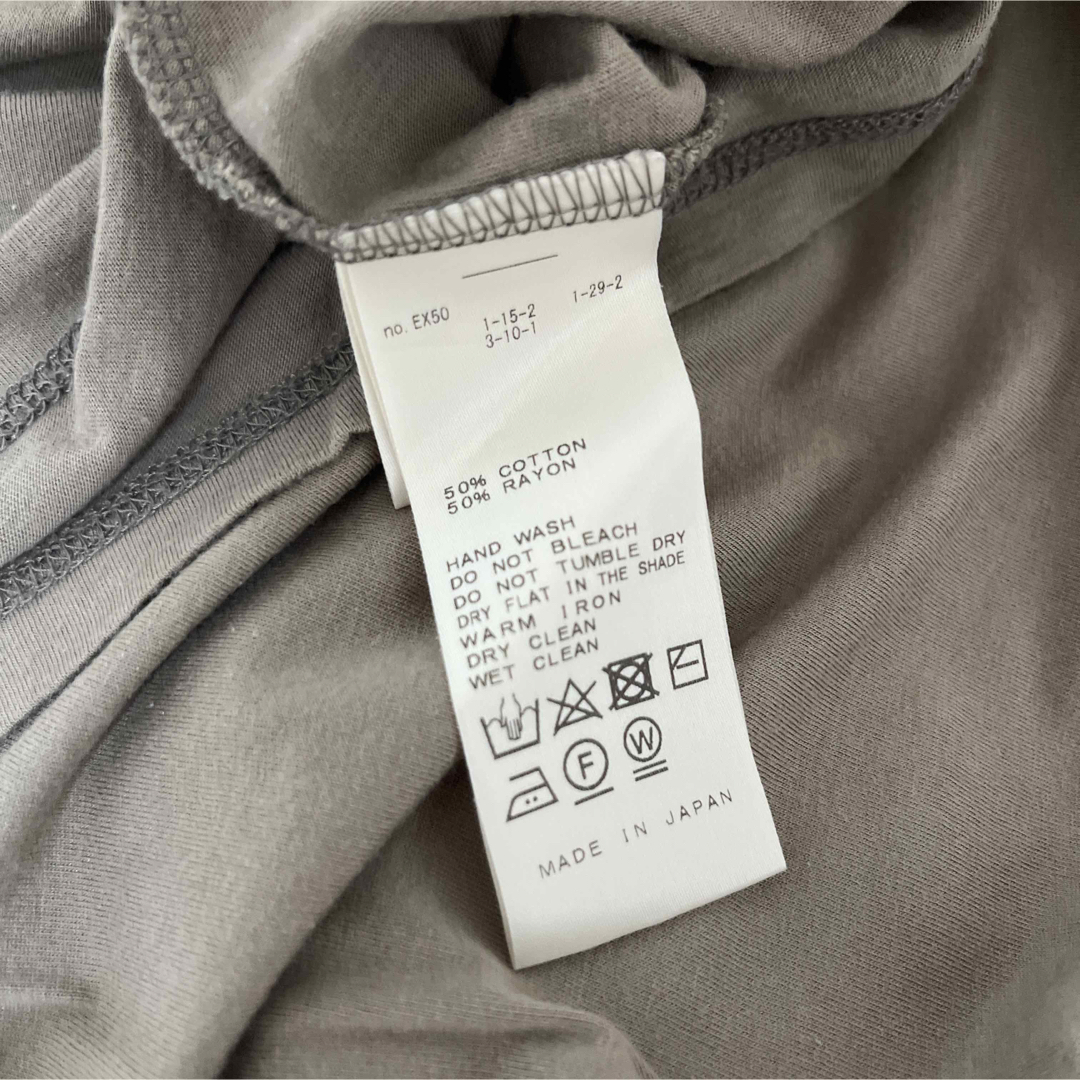 no. EX50 1-15-2 1-29-2
3-10-1
50% COTTON
50% RAYON
HAND WASH
DO NOT BLEACH
DO NOT TUMBLE DRY
DRY FLAT IN THE SHADE
WARM IRON
DRY CLEAN
WET CLEAN
F W
MADE IN JAPAN